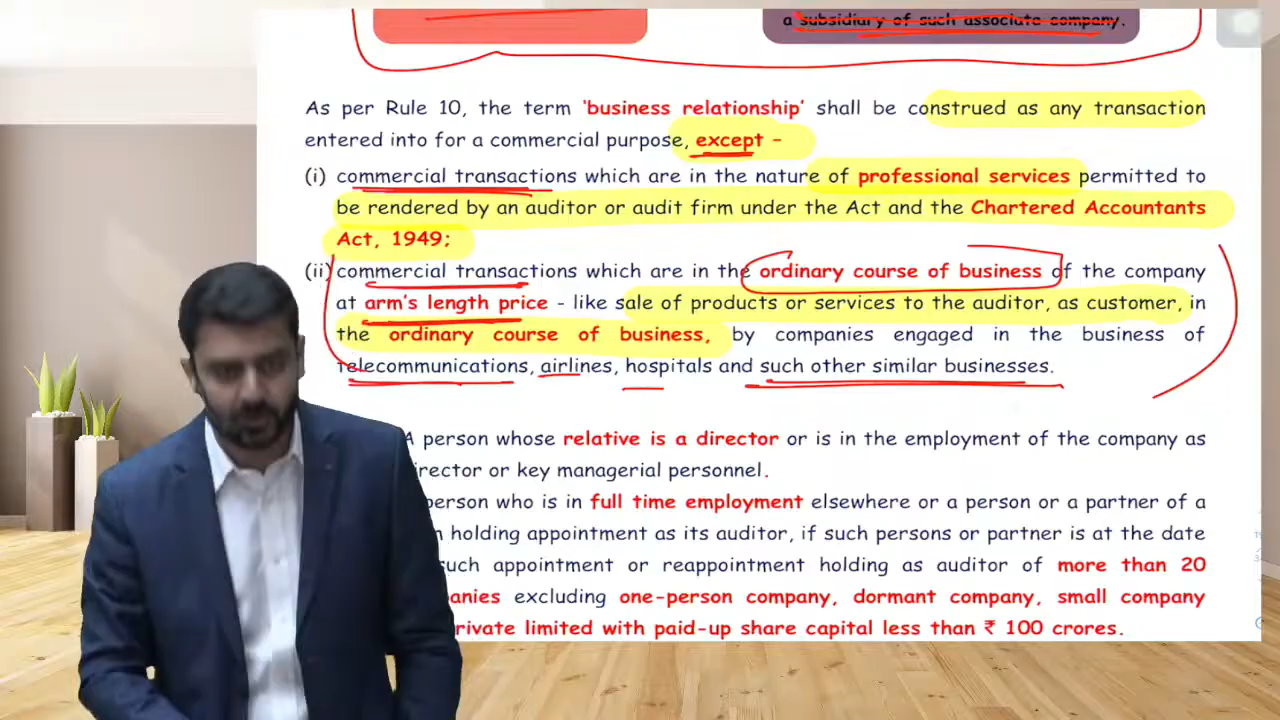 a subsidiary of such associate company.
As per Rule 10, the term 'business relationship' shall be construed as any transaction
entered into for a commercial purpose, except -
(i) commercial transactions which are in the nature of professional services permitted to
be rendered by an auditor or audit firm under the Act and the Chartered Accountants
Act, 1949;
(ii) commercial transactions which are in the ordinary course of business of the company
at arm's length price - like sale of products or services to the auditor, as customer, in
the ordinary course of business, by companies engaged in the business of
telecommunications, airlines, hospitals and such other similar businesses.
A person whose relative is a director or is in the employment of the company as
director or key managerial personnel.
person who is in full time employment elsewhere or a person or a partner of a
holding appointment as its auditor, if such persons or partner is at the date
such appointment or reappointment holding as auditor of more than 20
excluding one-person company, dormant company, small company
limited with paid-up share capital less than ₹ 100 crores.